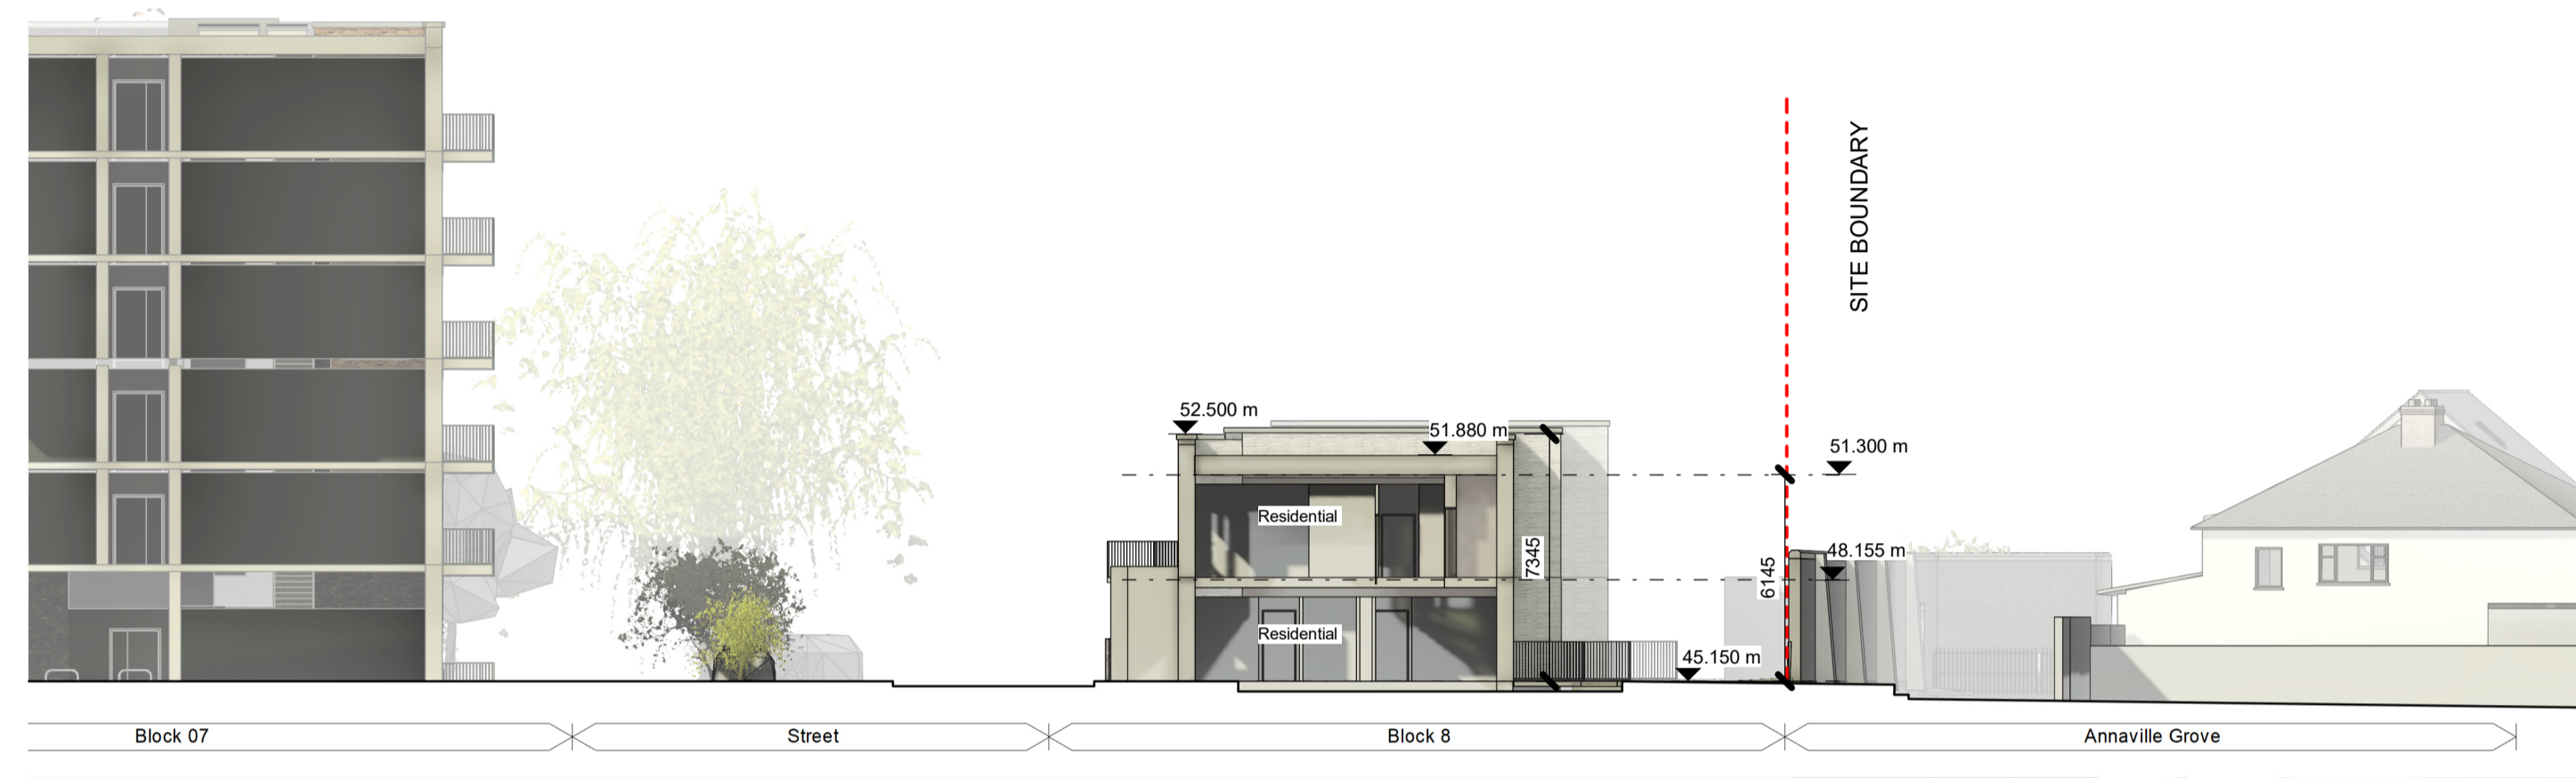 SITE BOUNDARY
52.500 m
51.880 m
51.300 m
Residential
7345
48.155 m
6145
Residential
45.150 m
Block 07
Street
Block 8
Annaville Grove